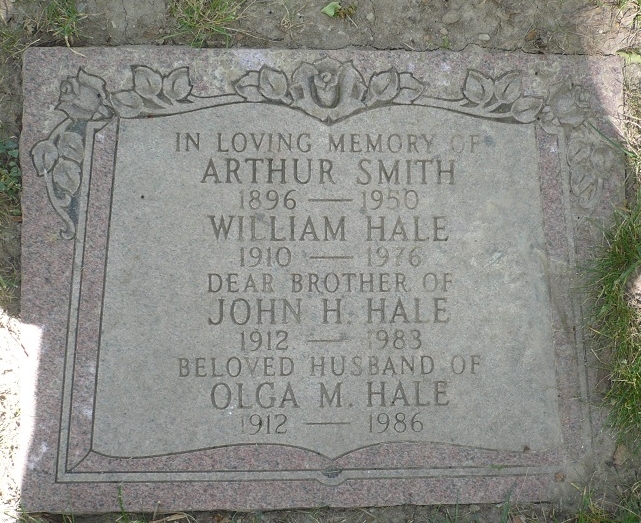 IN LOVING MEMORY OF
ARTHUR SMITH
1896 — 1950
WILLIAM HALE
1910 — 1976
DEAR BROTHER OF
JOHN H. HALE
1912 — 1983
BELOVED HUSBAND OF
OLGA M. HALE
1912 — 1986